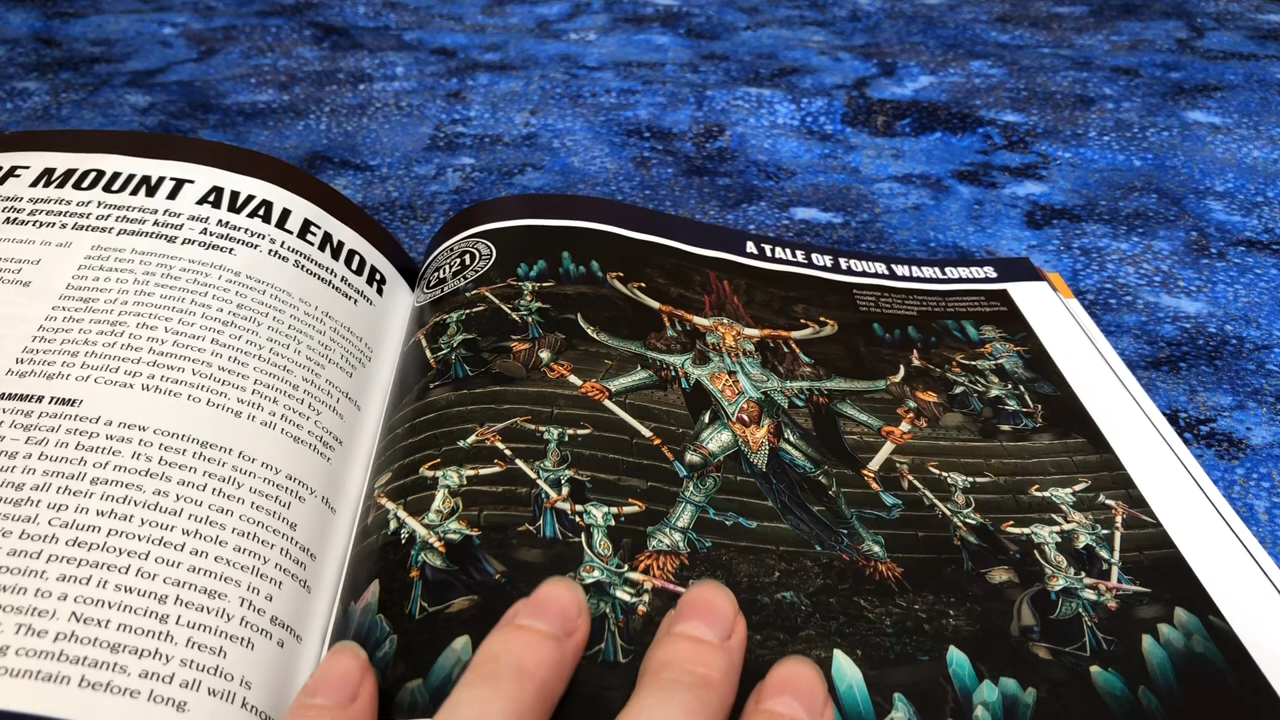 OF MOUNT AVALENOR
tain spirits of Ymetrica for aid, Martyn's Lumineth Realm-
the greatest of their kind – Avalenor, the Stoneheart
Martyn's latest painting project.
untain in all
stand
and
doing
these hammer-wielding warriors, so I decided to
add ten to my army. I armed them with diamond
pickaxes, as the chance to cause mortal wounds
on a 6 to hit seemed too good to pass up. The
banner in the unit has a really nicely sculpted
image of a mountain longhorn, and it was
excellent practice for one of my favourite models
in the range, the Vanari Bannerblade, which I
hope to add to my force in the coming months.
The picks of the hammers were painted by
layering thinned-down Volupus Pink over Corax
White to build up a transition, with a fine edge
highlight of Corax White to bring it all together.
AMMER TIME!
ving painted a new contingent for my army, the
t logical step was to test their sun-mettle
– Ed) in battle. It's been really useful
ng a bunch of models and then testing
ut in small games, as you can concentrate
ing all their individual rules rather than
aught up in what your whole army needs
usual, Calum provided an excellent
We both deployed our armies in a
and prepared for carnage. The game
point, and it swung heavily from a
win to a convincing Lumineth
posite). Next month, fresh
. The photography studio is
g combatants, and all will know
ountain before long.
2021
A TALE OF FOUR WARLORDS
Avalenor is such a fantastic centrepiece
model, and he adds a lot of presence to my
force. The Stoneguard act as his bodyguards
on the battlefield.